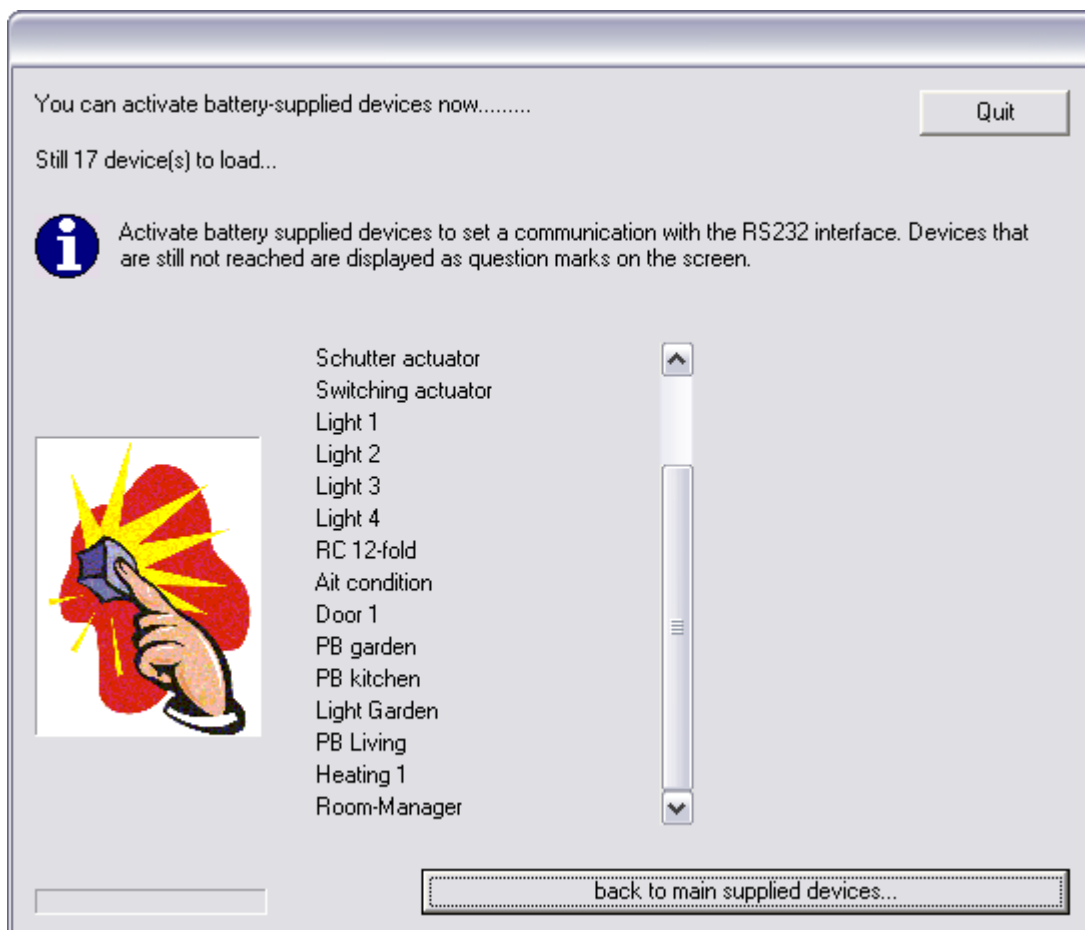 You can activate battery-supplied devices now.........
Quit
Still 17 device(s) to load...
Activate battery supplied devices to set a communication with the RS232 interface. Devices that
are still not reached are displayed as question marks on the screen.
Schutter actuator
Switching actuator
Light 1
Light 2
Light 3
Light 4
RC 12-fold
Ait condition
Door 1
PB garden
PB kitchen
Light Garden
PB Living
Heating 1
Room-Manager
back to main supplied devices...